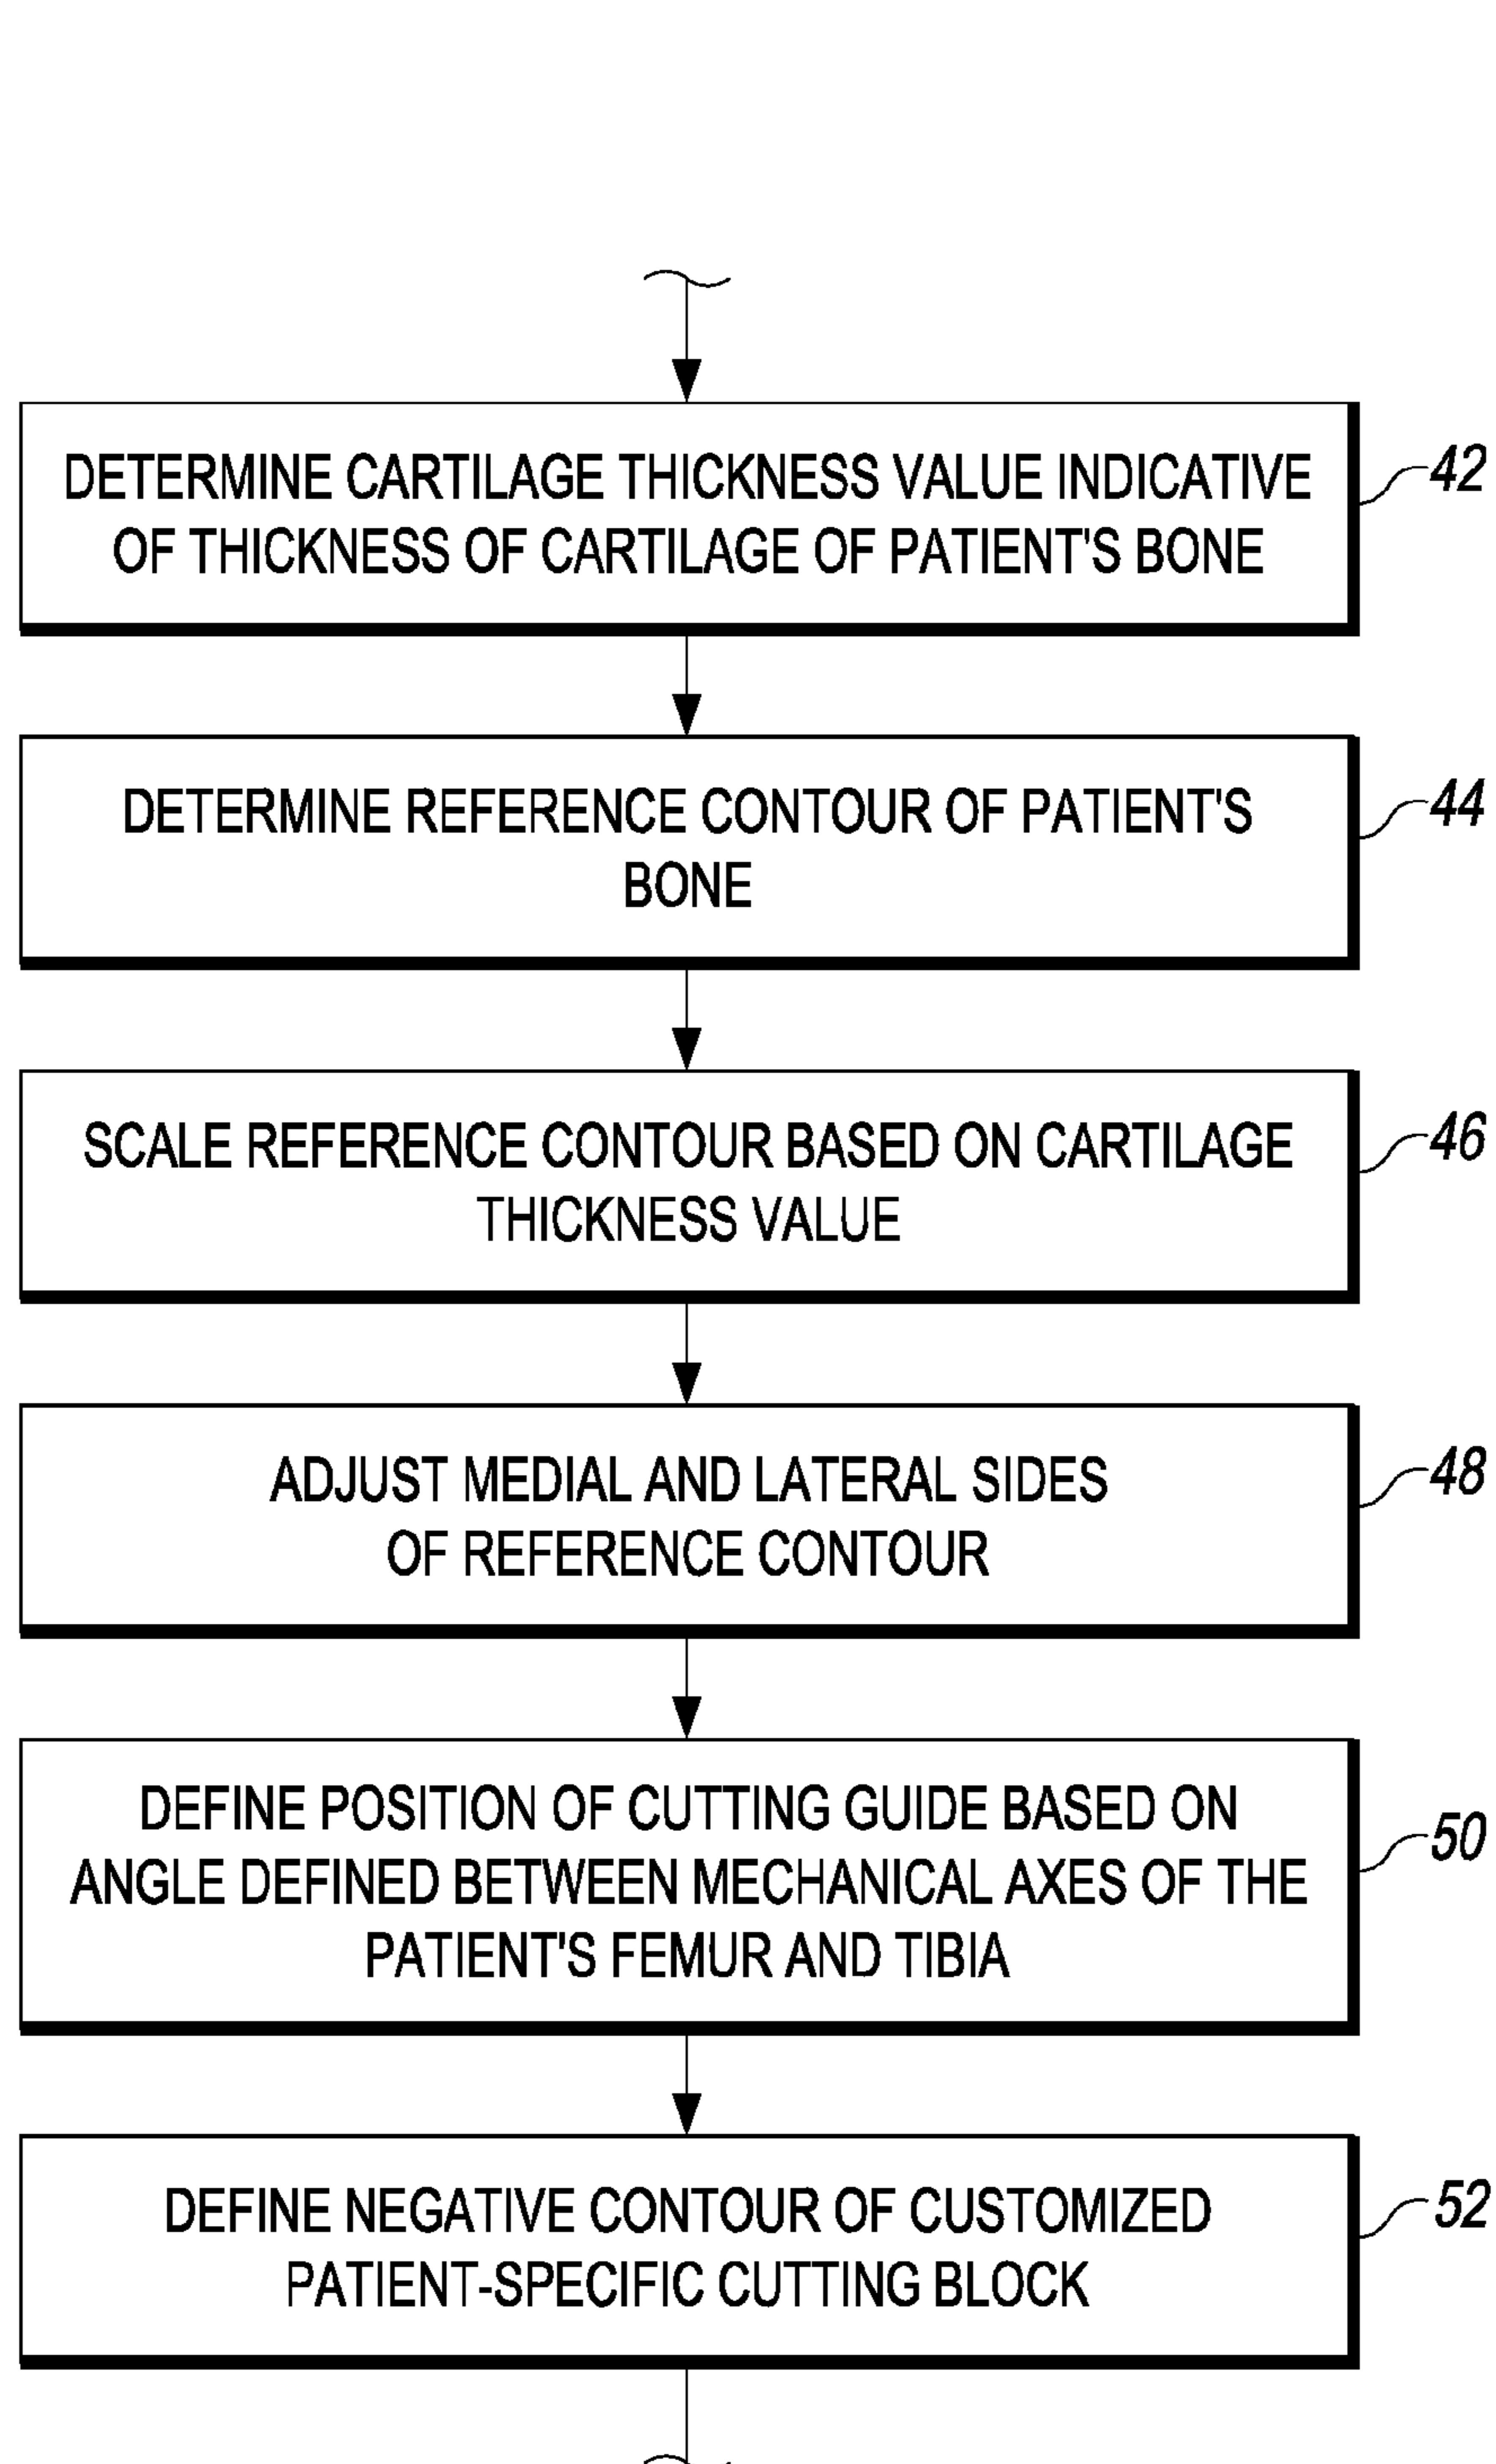 DETERMINE CARTILAGE THICKNESS VALUE INDICATIVE
OF THICKNESS OF CARTILAGE OF PATIENT'S BONE
42
DETERMINE REFERENCE CONTOUR OF PATIENT'S
BONE
44
SCALE REFERENCE CONTOUR BASED ON CARTILAGE
THICKNESS VALUE
46
ADJUST MEDIAL AND LATERAL SIDES
OF REFERENCE CONTOUR
48
DEFINE POSITION OF CUTTING GUIDE BASED ON
ANGLE DEFINED BETWEEN MECHANICAL AXES OF THE
PATIENT'S FEMUR AND TIBIA
50
DEFINE NEGATIVE CONTOUR OF CUSTOMIZED
PATIENT-SPECIFIC CUTTING BLOCK
52